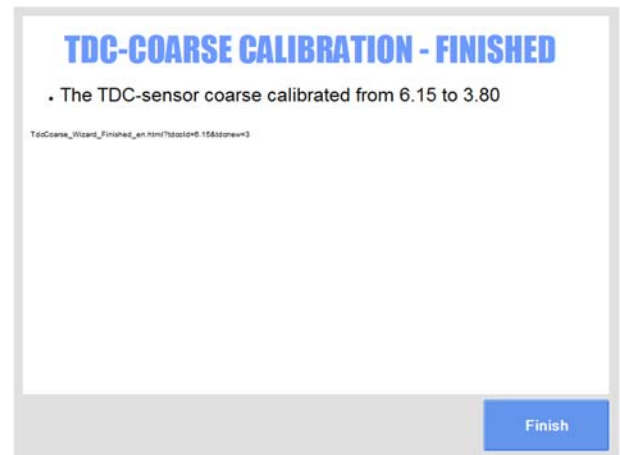 TDC-COARSE CALIBRATION - FINISHED
• The TDC-sensor coarse calibrated from 6.15 to 3.80
TdcCoarse_Wizard_Finished_en.html?tdcold=6.15&tdcnew=3
Finish